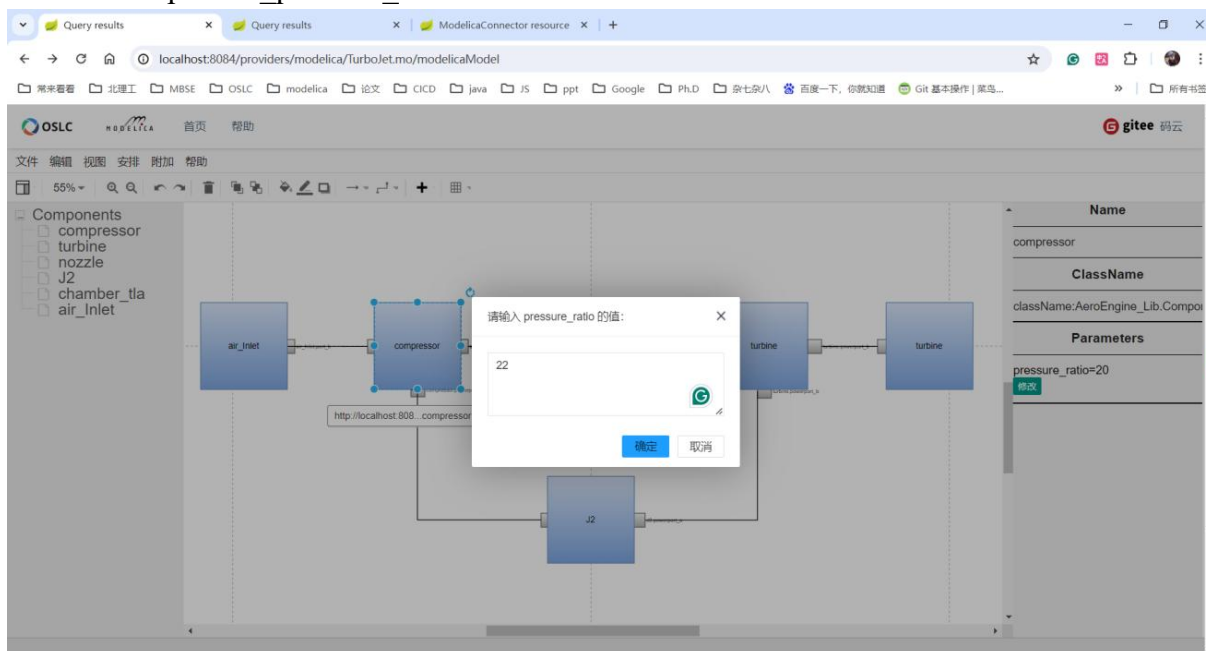 Query results
Query results
ModelicaConnector resource
localhost:8084/providers/modelica/TurboJet.mo/modelicaModel
常来看看 北理工 MBSE OSLC modelica 论文 CICD java JS ppt Google Ph.D 杂七杂八 百度一下，你就知道 Git 基本操作 | 菜鸟... » 所有书签
OSLC MODELICA 首页 帮助 gitee 码云
文件 编辑 视图 安排 附加 帮助
55%
Components
compressor
turbine
nozzle
J2
chamber_tla
air_Inlet
air_Inlet
compressor
turbine
turbine
http://localhost:808...compressor
J2
请输入 pressure_ratio 的值:
22
确定 取消
Name
compressor
ClassName
className:AeroEngine_Lib.Compo
Parameters
pressure_ratio=20
修改